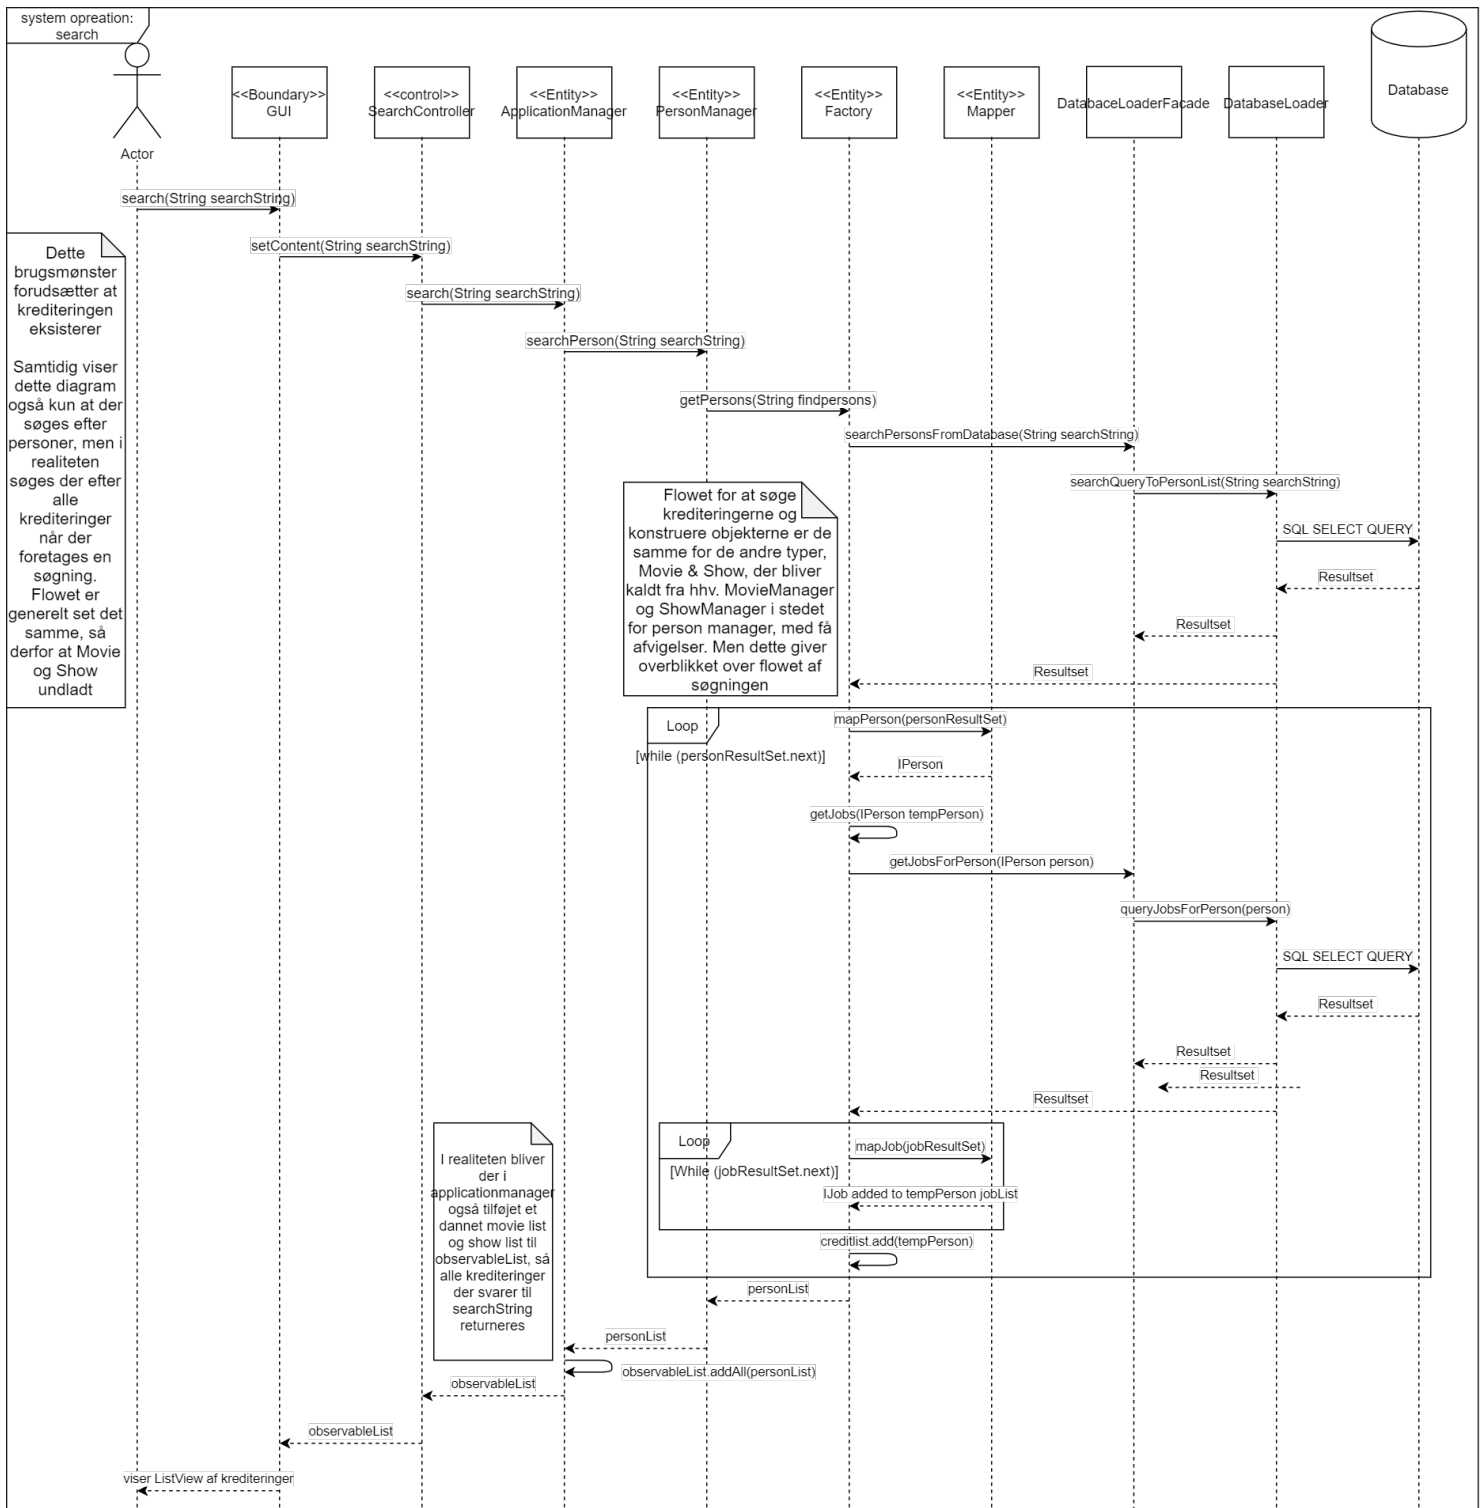 system opreation:
search
Actor
<<Boundary>>
GUI
<<control>>
SearchController
<<Entity>>
ApplicationManager
<<Entity>>
PersonManager
<<Entity>>
Factory
<<Entity>>
Mapper
DatabaceLoaderFacade
DatabaseLoader
Database
search(String searchString)
setContent(String searchString)
search(String searchString)
searchPerson(String searchString)
getPersons(String findpersons)
searchPersonsFromDatabase(String searchString)
searchQueryToPersonList(String searchString)
SQL SELECT QUERY
Resultset
Resultset
Resultset
Dette
brugsmønster
forudsætter at
krediteringen
eksisterer
Samtidig viser
dette diagram
også kun at der
søges efter
personer, men i
realiteten
søges der efter
alle
krediteringer
når der
foretages en
søgning.
Flowet er
generelt set det
samme, så
derfor at Movie
og Show
undladt
Flowet for at søge
krediteringerne og
konstruere objekterne er de
samme for de andre typer,
Movie & Show, der bliver
kaldt fra hhv. MovieManager
og ShowManager i stedet
for person manager, med få
afvigelser. Men dette giver
overblikket over flowet af
søgningen
Loop
[while (personResultSet.next)]
mapPerson(personResultSet)
IPerson
getJobs(IPerson tempPerson)
getJobsForPerson(IPerson person)
queryJobsForPerson(person)
SQL SELECT QUERY
Resultset
Resultset
Resultset
Resultset
Loop
[While (jobResultSet.next)]
mapJob(jobResultSet)
IJob added to tempPerson jobList
creditlist.add(tempPerson)
personList
I realiteten bliver
der i
applicationmanager
også tilføjet et
dannet movie list
og show list til
observableList, så
alle krediteringer
der svarer til
searchString
returneres
personList
observableList.addAll(personList)
observableList
observableList
viser ListView af krediteringer